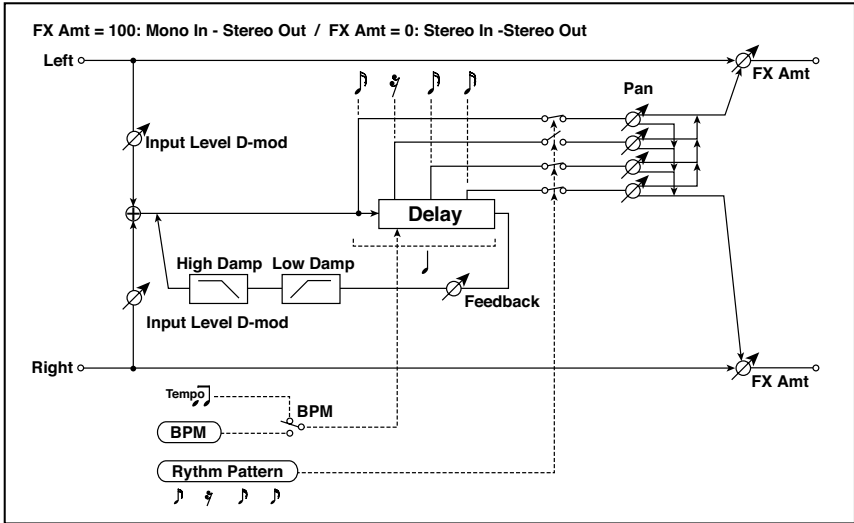 FX Amt = 100: Mono In - Stereo Out / FX Amt = 0: Stereo In -Stereo Out
Left
FX Amt
Pan
Input Level D-mod
Delay
High Damp
Low Damp
Feedback
Input Level D-mod
Right
FX Amt
Tempo
BPM
BPM
Rythm Pattern